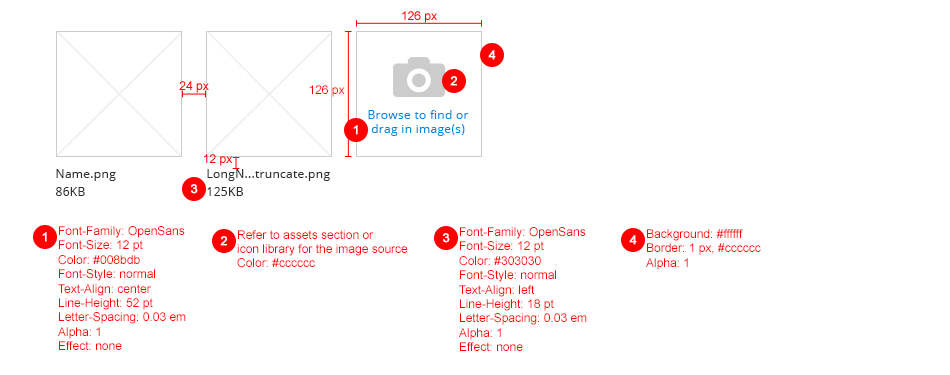 126 px
4
24 px
126 px
2
Browse to find or
drag in image(s)
1
12 px
Name.png
86KB
3
LongN...truncate.png
125KB
1
Font-Family: OpenSans
Font-Size: 12 pt
Color: #008bdb
Font-Style: normal
Text-Align: center
Line-Height: 52 pt
Letter-Spacing: 0.03 em
Alpha: 1
Effect: none
2
Refer to assets section or
icon library for the image source
Color: #cccccc
3
Font-Family: OpenSans
Font-Size: 12 pt
Color: #303030
Font-Style: normal
Text-Align: left
Line-Height: 18 pt
Letter-Spacing: 0.03 em
Alpha: 1
Effect: none
4
Background: #ffffff
Border: 1 px, #cccccc
Alpha: 1